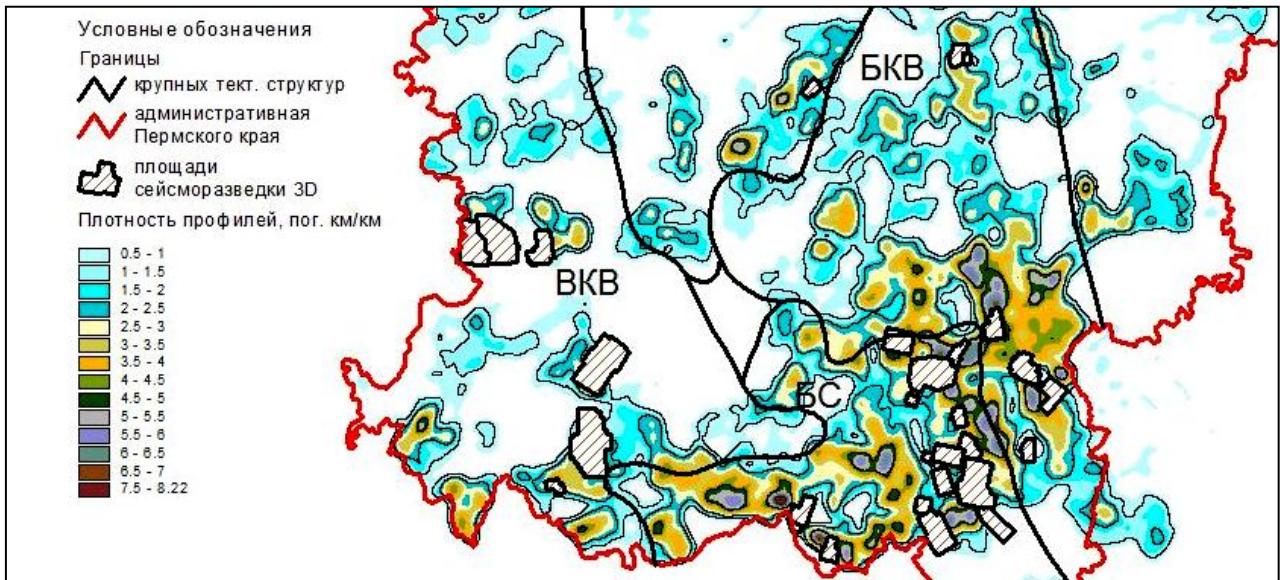 Условные обозначения
Границы
крупных тект. структур
административная
Пермского края
площади
сейсморазведки 3D
Плотность профилей, пог. км/км
0.5 - 1
1 - 1.5
1.5 - 2
2 - 2.5
2.5 - 3
3 - 3.5
3.5 - 4
4 - 4.5
4.5 - 5
5 - 5.5
5.5 - 6
6 - 6.5
6.5 - 7
7.5 - 8.22
БКВ
ВКВ
БС